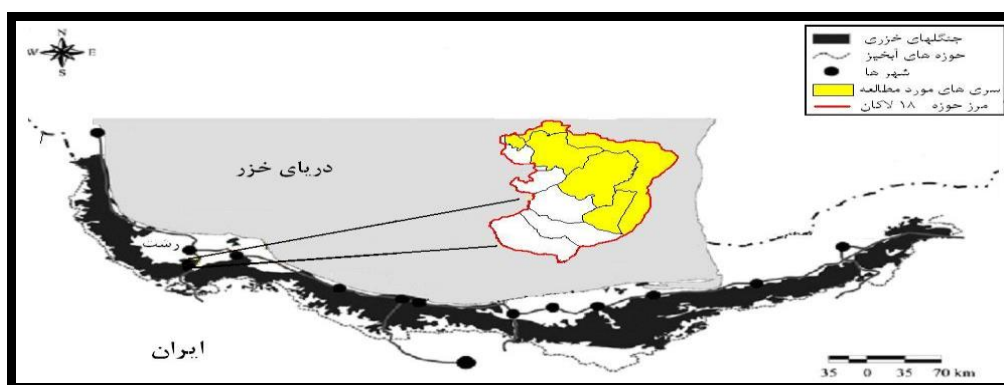 N
W E
S
جنگلهای خزری
حوزه های آبخیز
شهر ها
سری های مورد مطالعه
مرز حوزه ۱۸ لاکان
دریای خزر
رشت
ایران
35 0 35 70 km